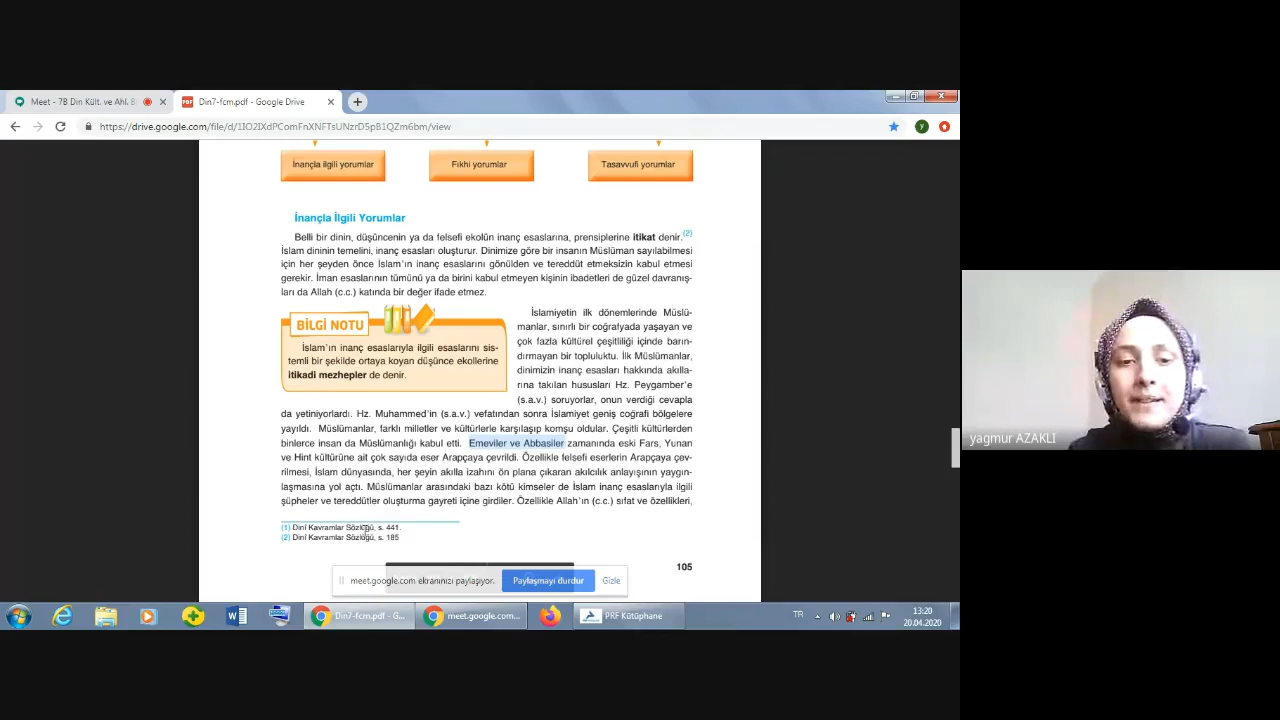 Meet - 7B Din Kült. ve Ahl. 8
Din7-fcm.pdf - Google Drive
https://drive.google.com/file/d/1IO2IXdPComFnXNFTsUNzrD5pB1QZm6bm/view
İnançla ilgili yorumlar
Fıkhi yorumlar
Tasavvufi yorumlar
İnançla İlgili Yorumlar
Belli bir dinin, düşüncenin ya da felsefi ekolün inanç esaslarına, prensiplerine itikat denir.(2)
İslam dininin temelini, inanç esasları oluşturur. Dinimize göre bir insanın Müslüman sayılabilmesi
için her şeyden önce İslam'ın inanç esaslarını gönülden ve tereddüt etmeksizin kabul etmesi
gerekir. İman esaslarının tümünü ya da birini kabul etmeyen kişinin ibadetleri de güzel davranış-
ları da Allah (c.c.) katında bir değer ifade etmez.
BİLGİ NOTU
İslam'ın inanç esaslarıyla ilgili esaslarını sis-
temli bir şekilde ortaya koyan düşünce ekollerine
itikadi mezhepler de denir.
İslamiyetin ilk dönemlerinde Müslü-
manlar, sınırlı bir coğrafyada yaşayan ve
çok fazla kültürel çeşitliliği içinde barın-
dırmayan bir topluluktu. İlk Müslümanlar,
dinimizin inanç esasları hakkında akılla-
rına takılan hususları Hz. Peygamber'e
(s.a.v.) soruyorlar, onun verdiği cevapla
da yetiniyorlardı. Hz. Muhammed'in (s.a.v.) vefatından sonra İslamiyet geniş coğrafi bölgelere
yayıldı. Müslümanlar, farklı milletler ve kültürlerle karşılaşıp komşu oldular. Çeşitli kültürlerden
binlerce insan da Müslümanlığı kabul etti. Emeviler ve Abbasiler zamanında eski Fars, Yunan
ve Hint kültürüne ait çok sayıda eser Arapçaya çevrildi. Özellikle felsefi eserlerin Arapçaya çev-
rilmesi, İslam dünyasında, her şeyin akılla izahını ön plana çıkaran akılcılık anlayışının yaygın-
laşmasına yol açtı. Müslümanlar arasındaki bazı kötü kimseler de İslam inanç esaslarıyla ilgili
şüpheler ve tereddütler oluşturma gayreti içine girdiler. Özellikle Allah'ın (c.c.) sıfat ve özellikleri,
(1) Dinî Kavramlar Sözlüğü, s. 441.
(2) Dinî Kavramlar Sözlüğü, s. 185
105
meet.google.com ekranınızı paylaşıyor.
Paylaşmayı durdur
Gizle
Din7-fcm.pdf - G...
meet.google.com...
PRF Kütüphane
TR
13:20
20.04.2020
yagmur AZAKLI